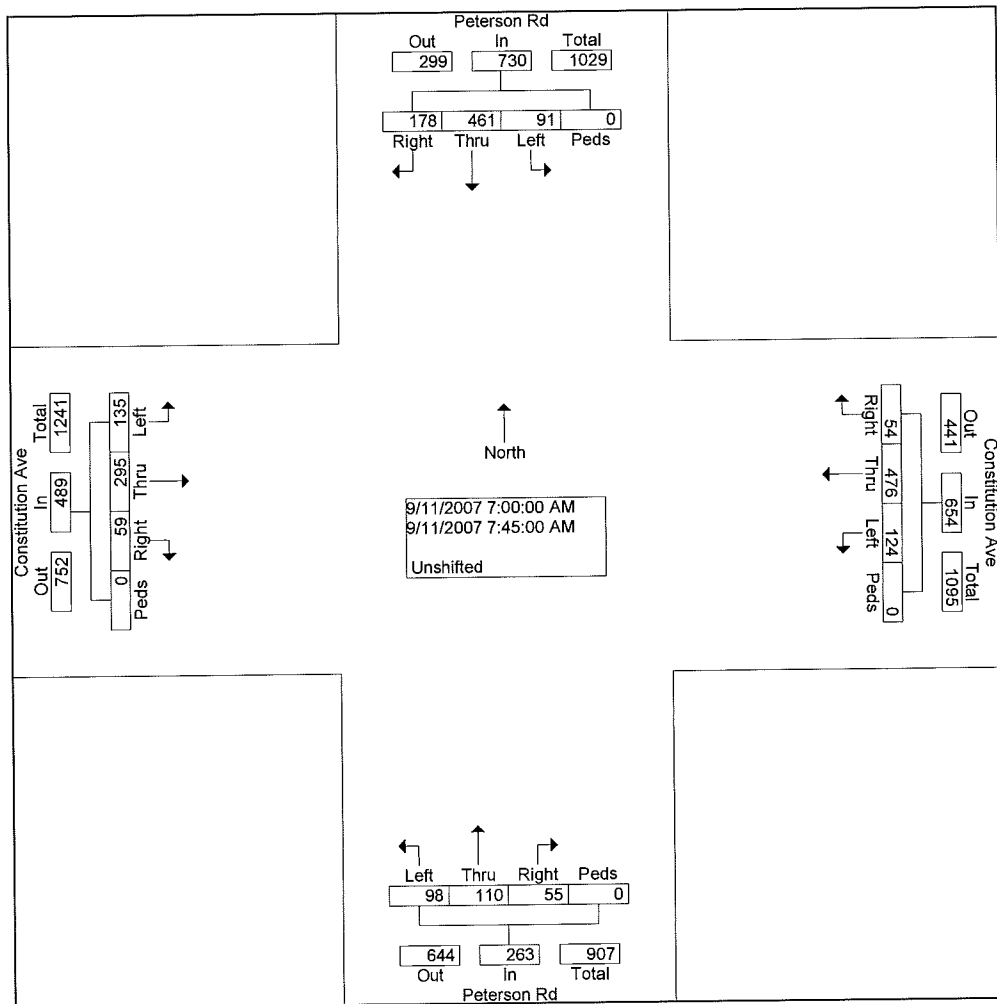 Peterson Rd
Out In Total
299 730 1029
178 461 91 0
Right Thru Left Peds
Constitution Ave
Total In Out
1241 489 752
135 295 59 0
Left Thru Right Peds
North
9/11/2007 7:00:00 AM
9/11/2007 7:45:00 AM
Unshifted
Right Thru Left Peds
54 476 124 0
441 654 1095
Out In Total
Constitution Ave
Left Thru Right Peds
98 110 55 0
644 263 907
Out In Total
Peterson Rd